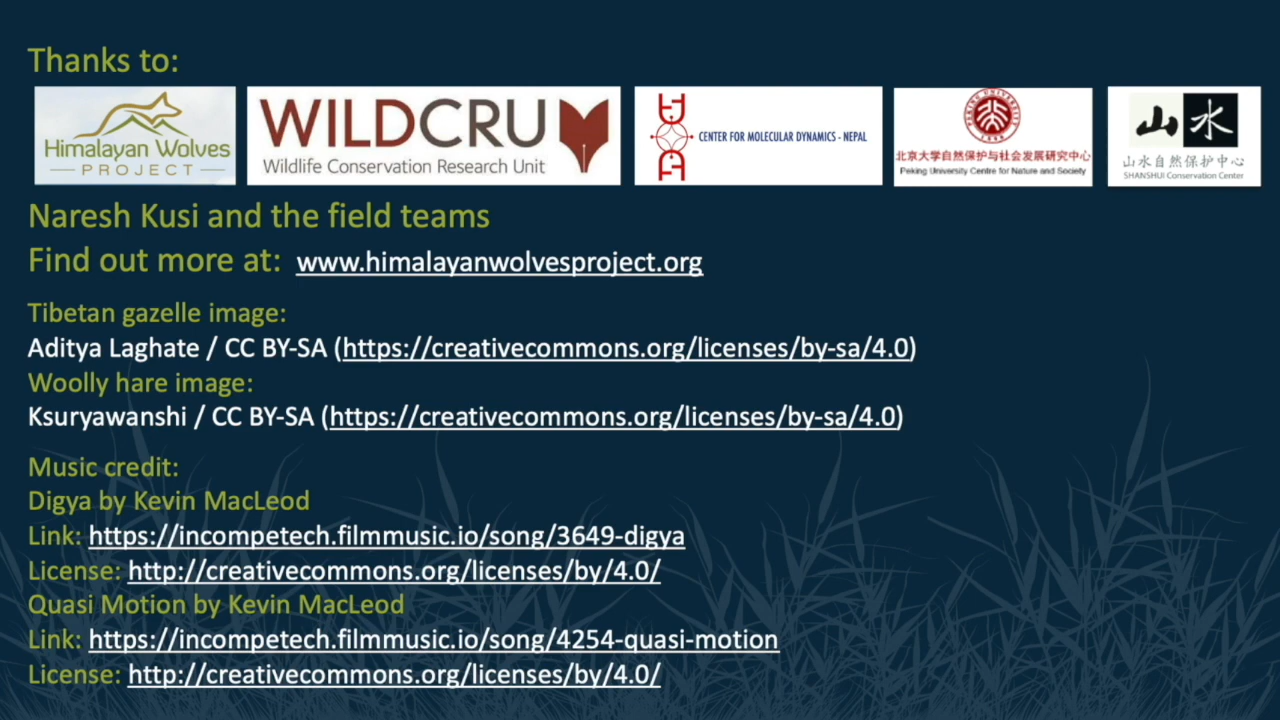 Thanks to:
Himalayan Wolves
PROJECT
WILDCRU
Wildlife Conservation Research Unit
CENTER FOR MOLECULAR DYNAMICS - NEPAL
PEKING UNIVERSITY
1898
北京大学自然保护与社会发展研究中心
Peking University Centre for Nature and Society
山水
山水自然保护中心
SHANSHUI Conservation Center
Naresh Kusi and the field teams
Find out more at: www.himalayanwolvesproject.org
Tibetan gazelle image:
Aditya Laghate / CC BY-SA (https://creativecommons.org/licenses/by-sa/4.0)
Woolly hare image:
Ksuryawanshi / CC BY-SA (https://creativecommons.org/licenses/by-sa/4.0)
Music credit:
Digya by Kevin MacLeod
Link: https://incompetech.filmmusic.io/song/3649-digya
License: http://creativecommons.org/licenses/by/4.0/
Quasi Motion by Kevin MacLeod
Link: https://incompetech.filmmusic.io/song/4254-quasi-motion
License: http://creativecommons.org/licenses/by/4.0/